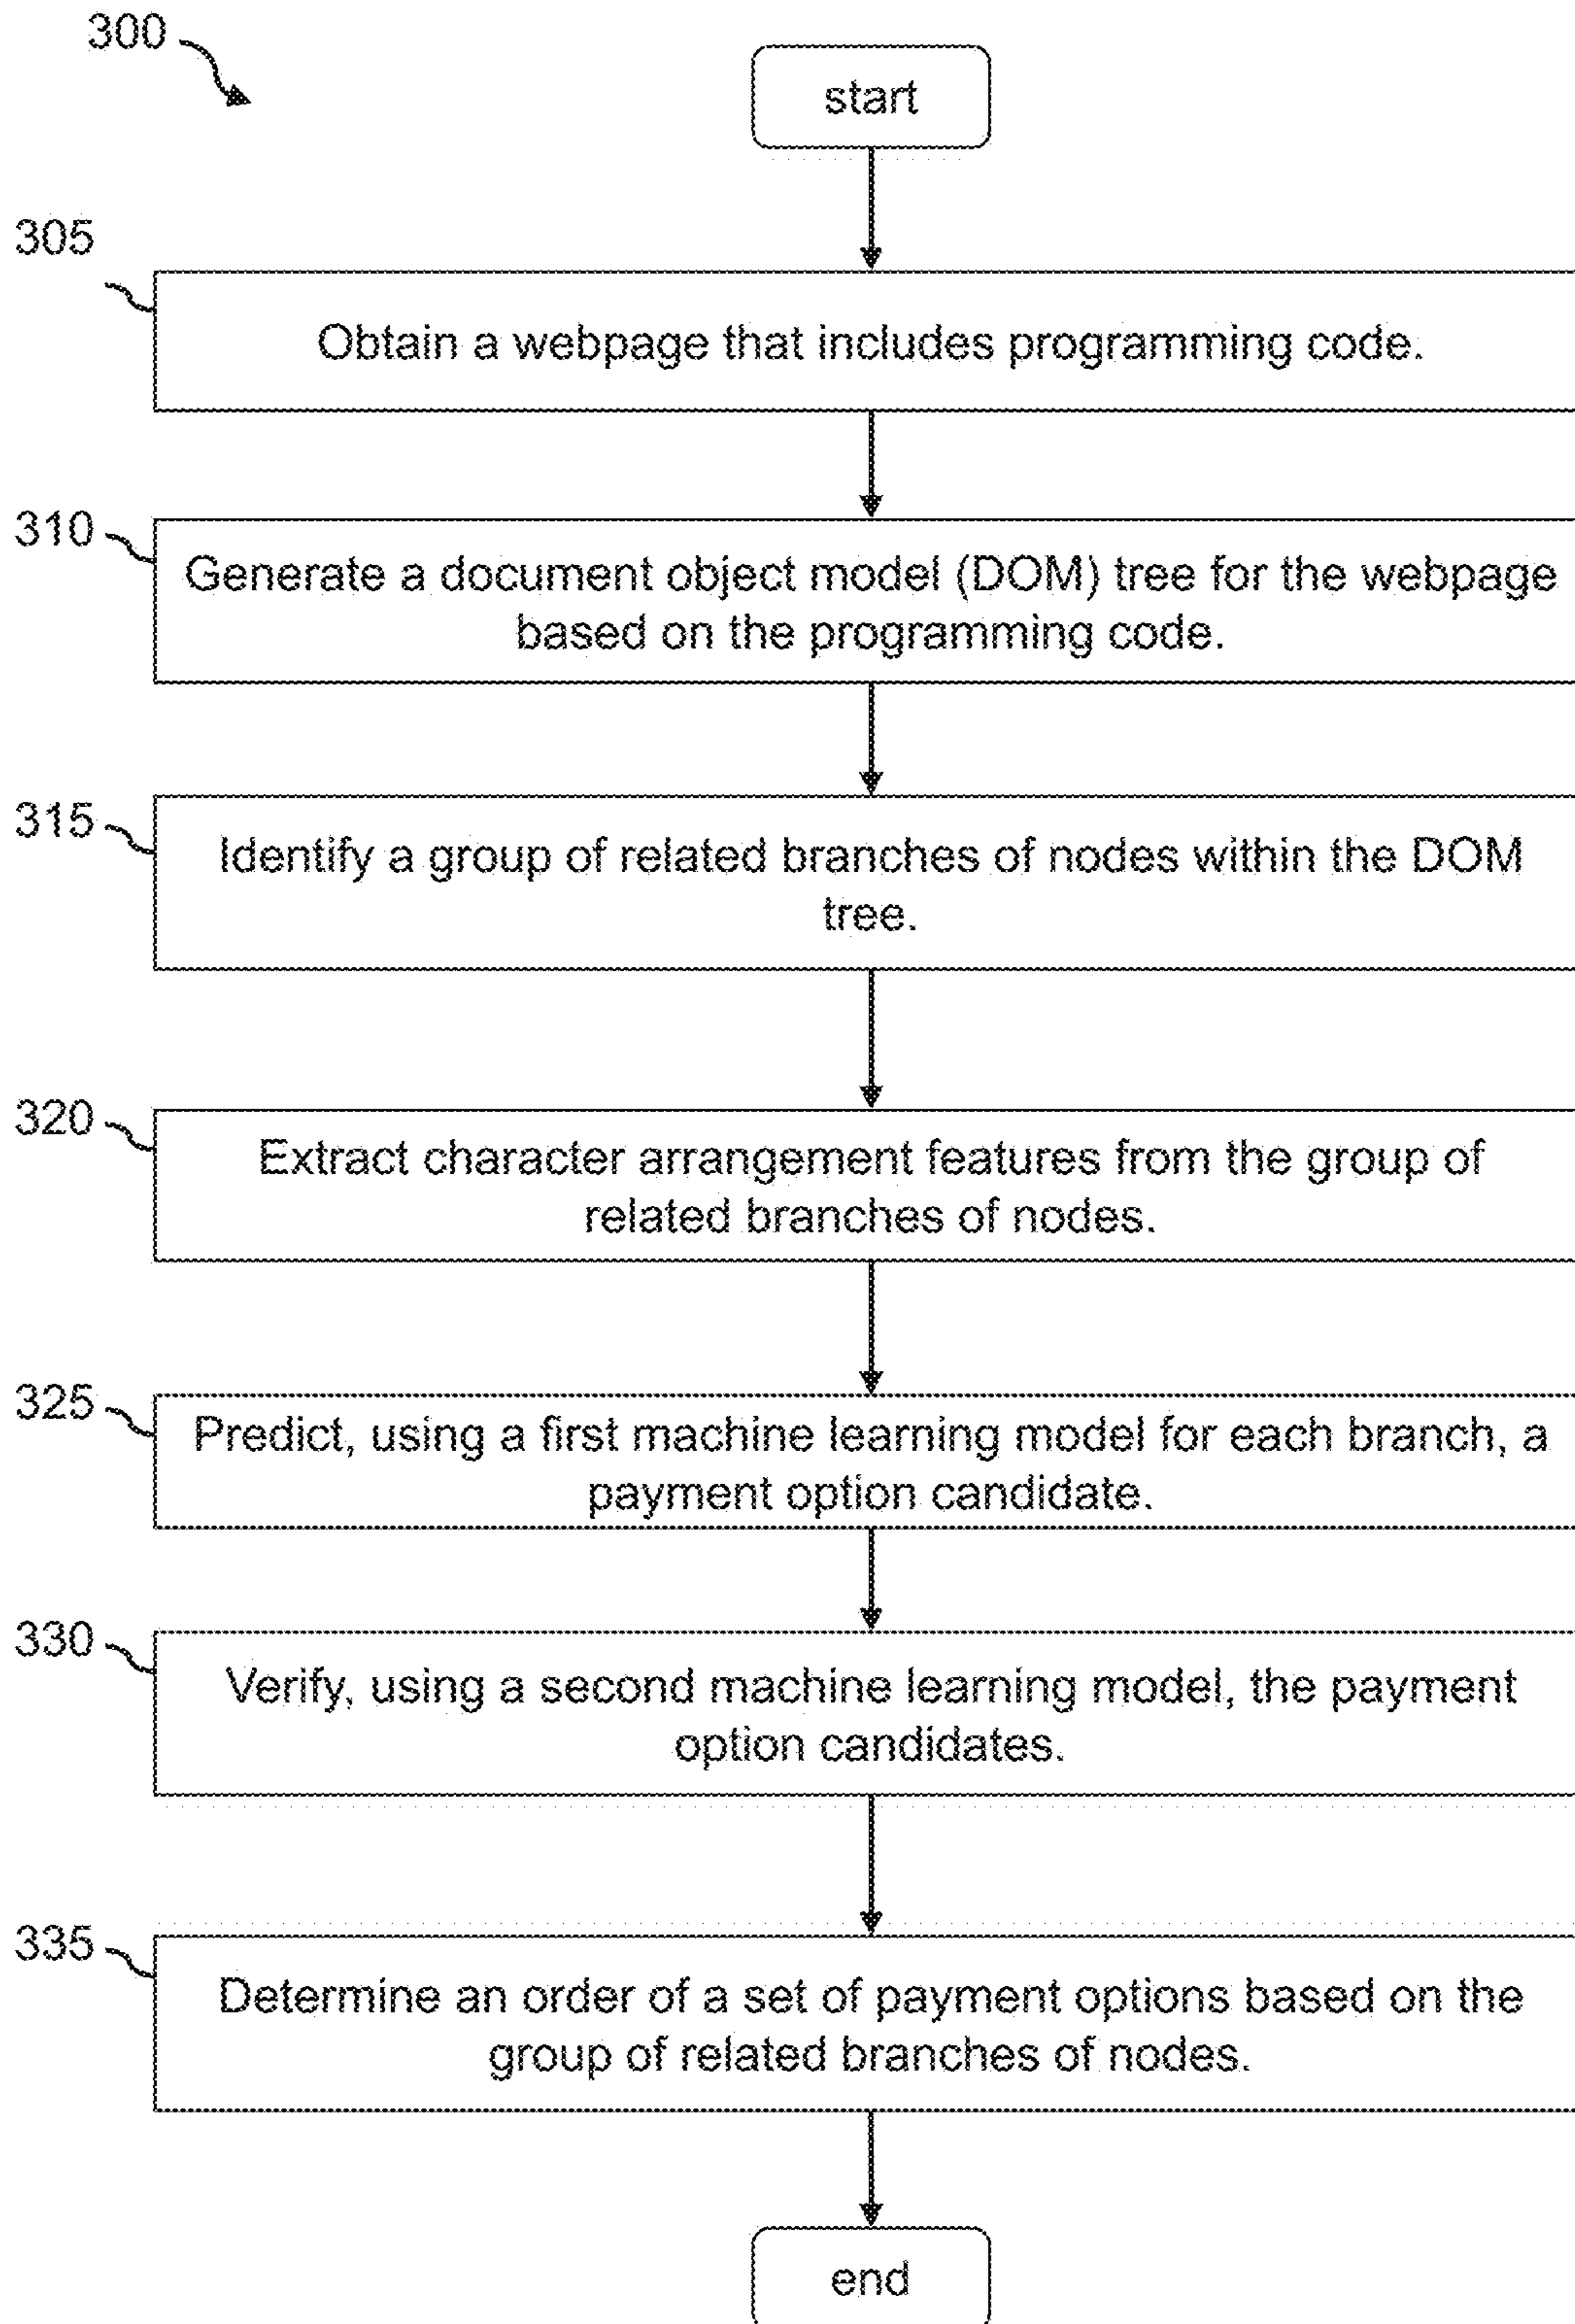 300
start
305
Obtain a webpage that includes programming code.
310
Generate a document object model (DOM) tree for the webpage
based on the programming code.
315
Identify a group of related branches of nodes within the DOM
tree.
320
Extract character arrangement features from the group of
related branches of nodes.
325
Predict, using a first machine learning model for each branch, a
payment option candidate.
330
Verify, using a second machine learning model, the payment
option candidates.
335
Determine an order of a set of payment options based on the
group of related branches of nodes.
end